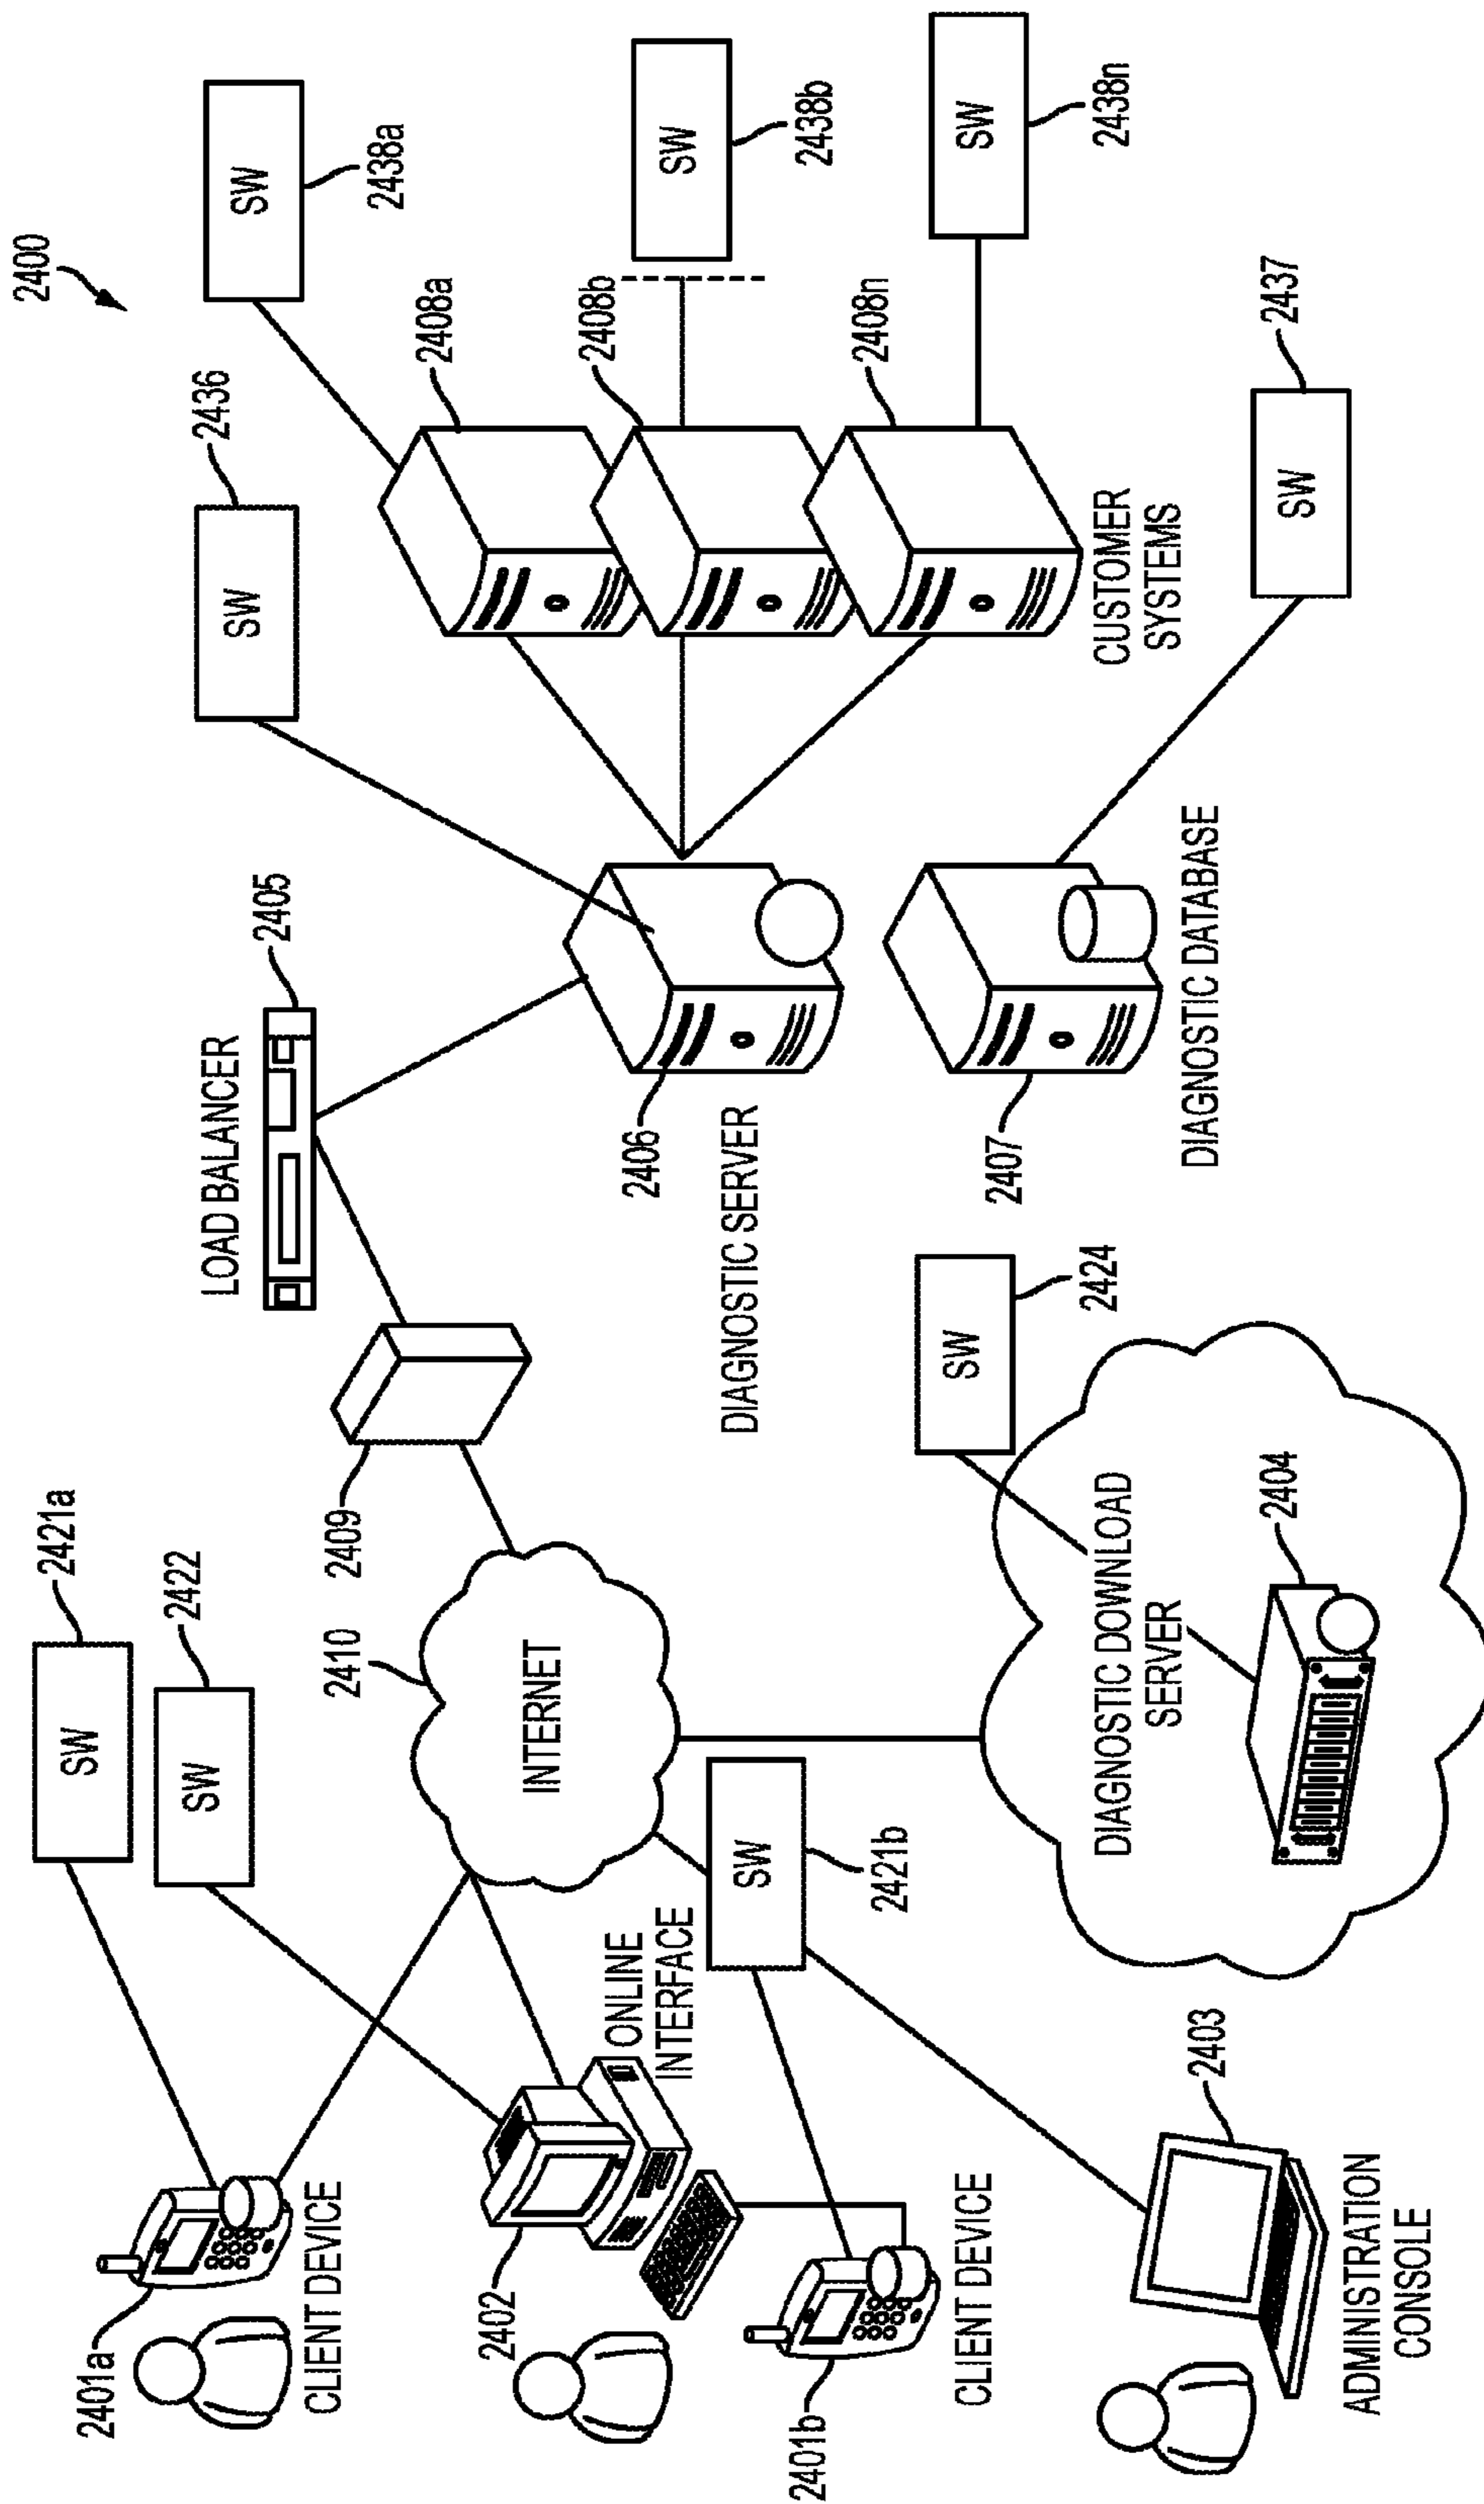 2400
2421a
SW
2422
SW
2401a
CLIENT DEVICE
2410
INTERNET
2409
LOAD BALANCER
2405
2436
SW
SW
2438a
2408a
2408b
SW
2438b
2408n
SW
2438n
CUSTOMER
SYSTEMS
2402
ONLINE
INTERFACE
SW
2421b
2406
DIAGNOSTIC SERVER
2407
DIAGNOSTIC DATABASE
SW
2437
2401b
CLIENT DEVICE
SW
2424
DIAGNOSTIC DOWNLOAD
SERVER
2404
2403
ADMINISTRATION
CONSOLE